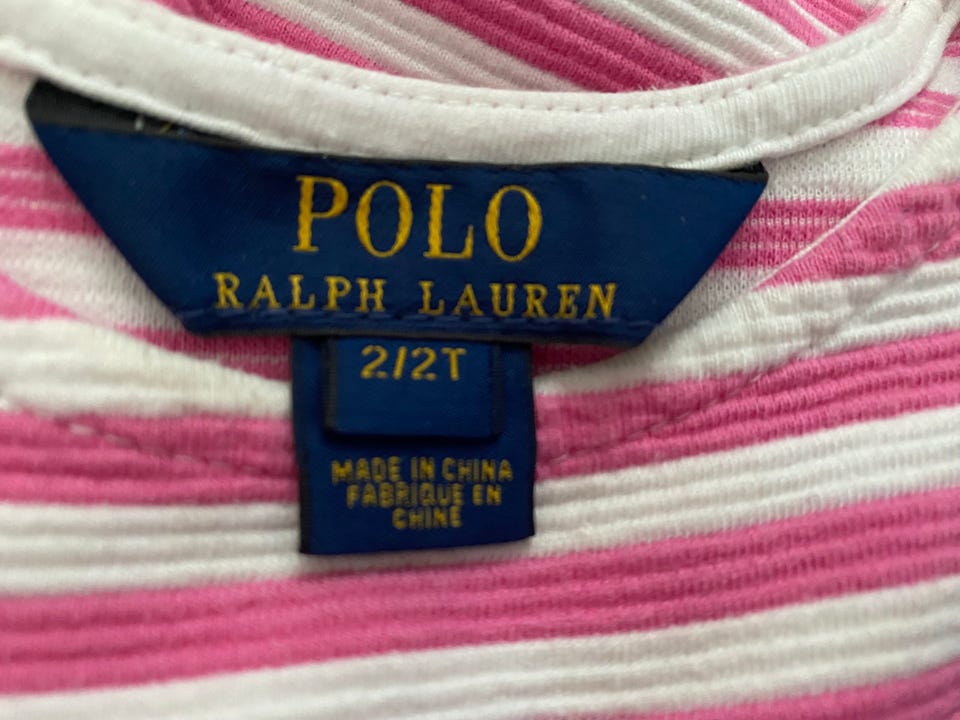 POLO
RALPH LAUREN
2/2T
MADE IN CHINA
FABRIQUE EN
CHINE